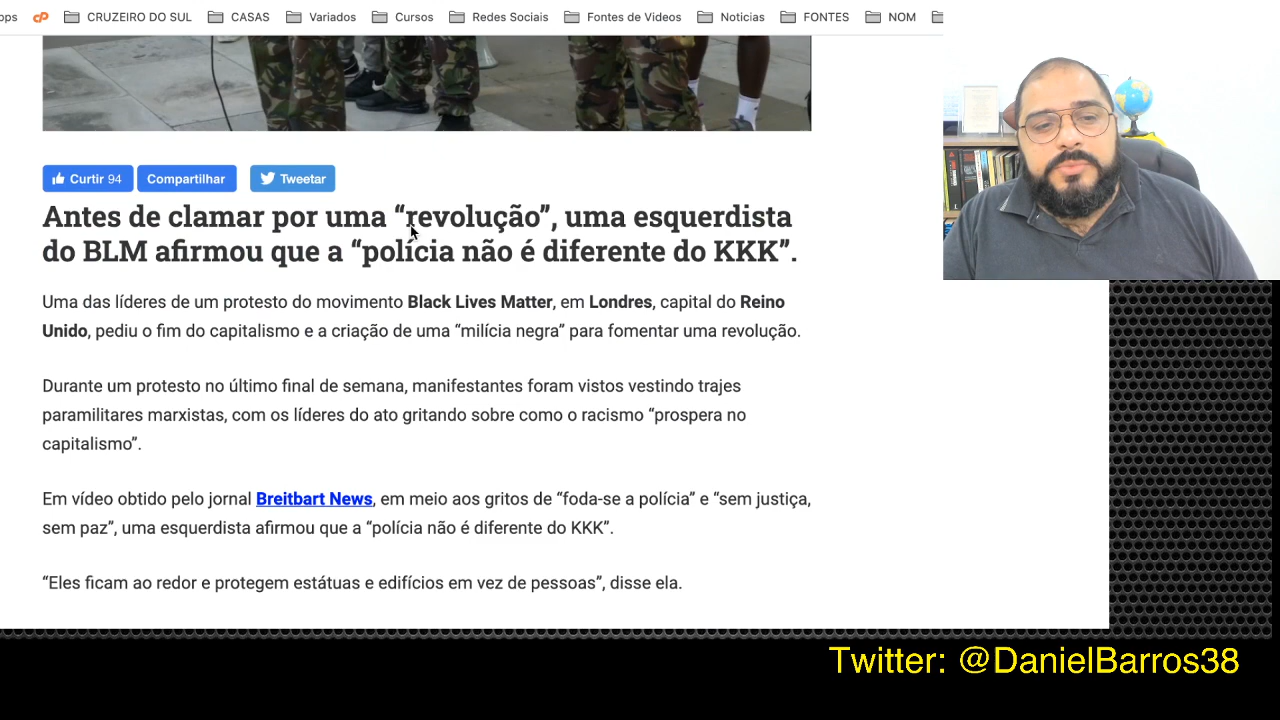 ops
CRUZEIRO DO SUL
CASAS
Variados
Cursos
Redes Sociais
Fontes de Videos
Noticias
FONTES
NOM
Curtir 94
Compartilhar
Tweetar
Antes de clamar por uma “revolução”, uma esquerdista
do BLM afirmou que a “polícia não é diferente do KKK”.
Uma das líderes de um protesto do movimento Black Lives Matter, em Londres, capital do Reino
Unido, pediu o fim do capitalismo e a criação de uma “milícia negra” para fomentar uma revolução.
Durante um protesto no último final de semana, manifestantes foram vistos vestindo trajes
paramilitares marxistas, com os líderes do ato gritando sobre como o racismo “prospera no
capitalismo”.
Em vídeo obtido pelo jornal Breitbart News, em meio aos gritos de “foda-se a polícia” e “sem justiça,
sem paz”, uma esquerdista afirmou que a “polícia não é diferente do KKK”.
“Eles ficam ao redor e protegem estátuas e edifícios em vez de pessoas”, disse ela.
Twitter: @DanielBarros38